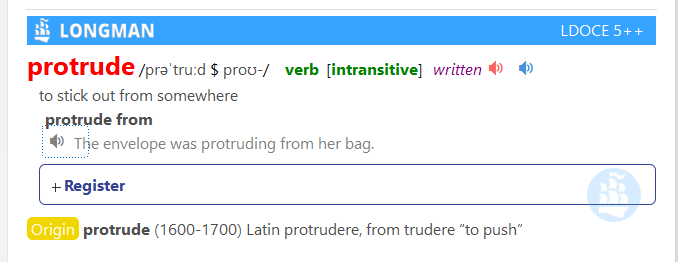 LONGMAN LDOCE 5++
protrude /prəˈtruːd $ proʊ-/ verb [intransitive] written
to stick out from somewhere
protrude from
The envelope was protruding from her bag.
+ Register
Origin protrude (1600-1700) Latin protrudere, from trudere “to push”